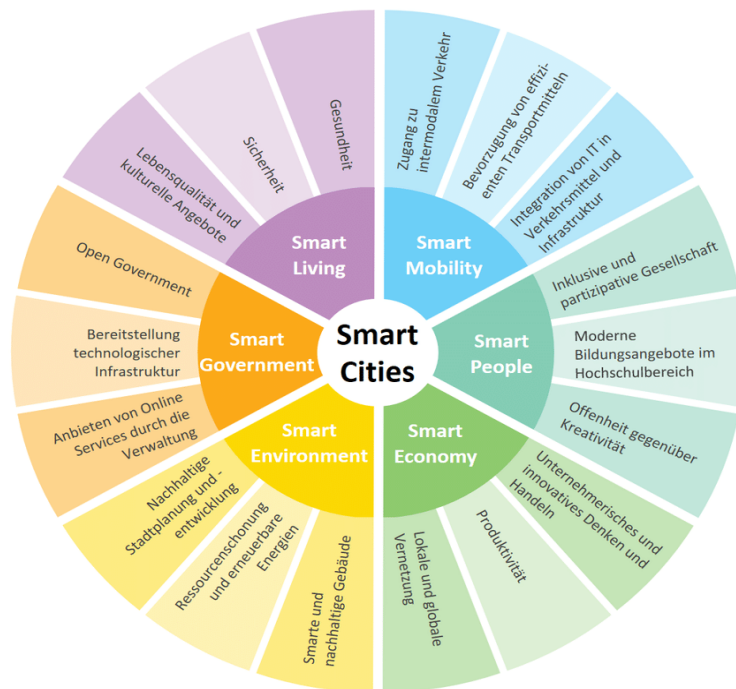 Smart
Cities
Smart
Mobility
Zugang zu
intermodalem Verkehr
Bevorzugung von effizi-
enten Transportmitteln
Integration von IT in
Verkehrsmittel und
Infrastruktur
Smart
People
Inklusive und
partizipative Gesellschaft
Moderne
Bildungsangebote im
Hochschulbereich
Offenheit gegenüber
Kreativität
Smart
Economy
Unternehmerisches und
innovatives Denken und
Handeln
Produktivität
Lokale und globale
Vernetzung
Smart
Environment
Smarte und
nachhaltige Gebäude
Ressourcenschonung
und erneuerbare
Energien
Nachhaltige
Stadtplanung und -
entwicklung
Smart
Government
Anbieten von Online
Services durch die
Verwaltung
Bereitstellung
technologischer
Infrastruktur
Open Government
Smart
Living
Lebensqualität und
kulturelle Angebote
Sicherheit
Gesundheit